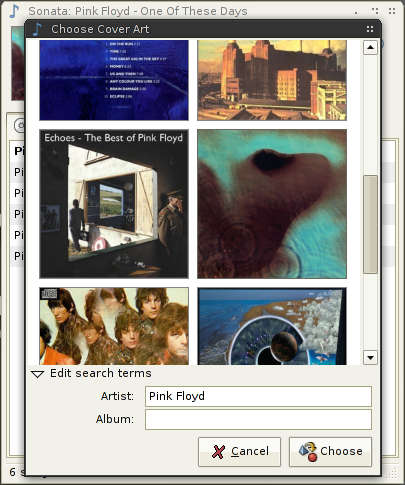 Sonata: Pink Floyd - One Of These Days
Choose Cover Art
ON THE RUN
TIME
THE GREAT GIG IN THE SKY
MONEY
US AND THEM
ANY COLOUR YOU LIKE
BRAIN DAMAGE
ECLIPSE
Echoes - The Best of Pink Floyd
Pi
Pi
Pi
Pi
Pi
Pi
Edit search terms
Artist: Pink Floyd
Album:
Cancel
Choose
6 s